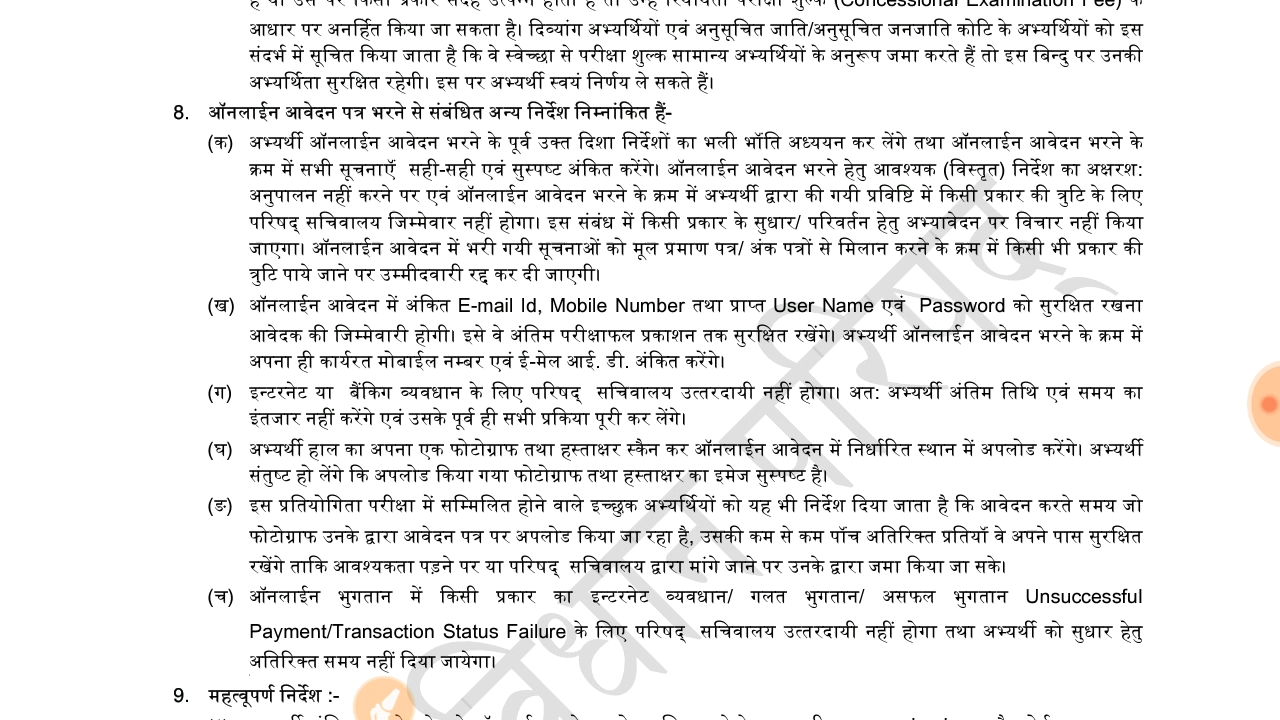 है या उस पर किसी प्रकार संदेह उत्पन्न होता है तो उन्हें रियायती परीक्षा शुल्क (Concessional Examination Fee) के
आधार पर अनर्हित किया जा सकता है। दिव्यांग अभ्यर्थियों एवं अनुसूचित जाति/अनुसूचित जनजाति कोटि के अभ्यर्थियों को इस
संदर्भ में सूचित किया जाता है कि वे स्वेच्छा से परीक्षा शुल्क सामान्य अभ्यर्थियों के अनुरूप जमा करते हैं तो इस बिन्दु पर उनकी
अभ्यर्थिता सुरक्षित रहेगी। इस पर अभ्यर्थी स्वयं निर्णय ले सकते हैं।
8. ऑनलाईन आवेदन पत्र भरने से संबंधित अन्य निर्देश निम्नांकित हैं-
(क) अभ्यर्थी ऑनलाईन आवेदन भरने के पूर्व उक्त दिशा निर्देशों का भली भॉति अध्ययन कर लेंगे तथा ऑनलाईन आवेदन भरने के
क्रम में सभी सूचनाऍं सही-सही एवं सुस्पष्ट अंकित करेंगे। ऑनलाईन आवेदन भरने हेतु आवश्यक (विस्तृत) निर्देश का अक्षरश:
अनुपालन नहीं करने पर एवं ऑनलाईन आवेदन भरने के क्रम में अभ्यर्थी द्वारा की गयी प्रविष्टि में किसी प्रकार की त्रुटि के लिए
परिषद् सचिवालय जिम्मेवार नहीं होगा। इस संबंध में किसी प्रकार के सुधार/ परिवर्तन हेतु अभ्यावेदन पर विचार नहीं किया
जाएगा। ऑनलाईन आवेदन में भरी गयी सूचनाओं को मूल प्रमाण पत्र/ अंक पत्रों से मिलान करने के क्रम में किसी भी प्रकार की
त्रुटि पाये जाने पर उम्मीदवारी रद्द कर दी जाएगी।
(ख) ऑनलाईन आवेदन में अंकित E-mail Id, Mobile Number तथा प्राप्त User Name एवं Password को सुरक्षित रखना
आवेदक की जिम्मेवारी होगी। इसे वे अंतिम परीक्षाफल प्रकाशन तक सुरक्षित रखेंगे। अभ्यर्थी ऑनलाईन आवेदन भरने के क्रम में
अपना ही कार्यरत मोबाईल नम्बर एवं ई-मेल आई. डी. अंकित करेंगे।
(ग) इन्टरनेट या बैंकिग व्यवधान के लिए परिषद् सचिवालय उत्तरदायी नहीं होगा। अत: अभ्यर्थी अंतिम तिथि एवं समय का
इंतजार नहीं करेंगे एवं उसके पूर्व ही सभी प्रकिया पूरी कर लेंगे।
(घ) अभ्यर्थी हाल का अपना एक फोटोग्राफ तथा हस्ताक्षर स्कैन कर ऑनलाईन आवेदन में निर्धारित स्थान में अपलोड करेंगे। अभ्यर्थी
संतुष्ट हो लेंगे कि अपलोड किया गया फोटोग्राफ तथा हस्ताक्षर का इमेज सुस्पष्ट है।
(ङ) इस प्रतियोगिता परीक्षा में सम्मिलित होने वाले इच्छुक अभ्यर्थियों को यह भी निर्देश दिया जाता है कि आवेदन करते समय जो
फोटोग्राफ उनके द्वारा आवेदन पत्र पर अपलोड किया जा रहा है, उसकी कम से कम पॉच अतिरिक्त प्रतियॉ वे अपने पास सुरक्षित
रखेंगे ताकि आवश्यकता पड़ने पर या परिषद् सचिवालय द्वारा मांगे जाने पर उनके द्वारा जमा किया जा सके।
(च) ऑनलाईन भुगतान में किसी प्रकार का इन्टरनेट व्यवधान/ गलत भुगतान/ असफल भुगतान Unsuccessful
Payment/Transaction Status Failure के लिए परिषद् सचिवालय उत्तरदायी नहीं होगा तथा अभ्यर्थी को सुधार हेतु
अतिरिक्त समय नहीं दिया जायेगा।
9. महत्वूपर्ण निर्देश :-
विधान परिषद्